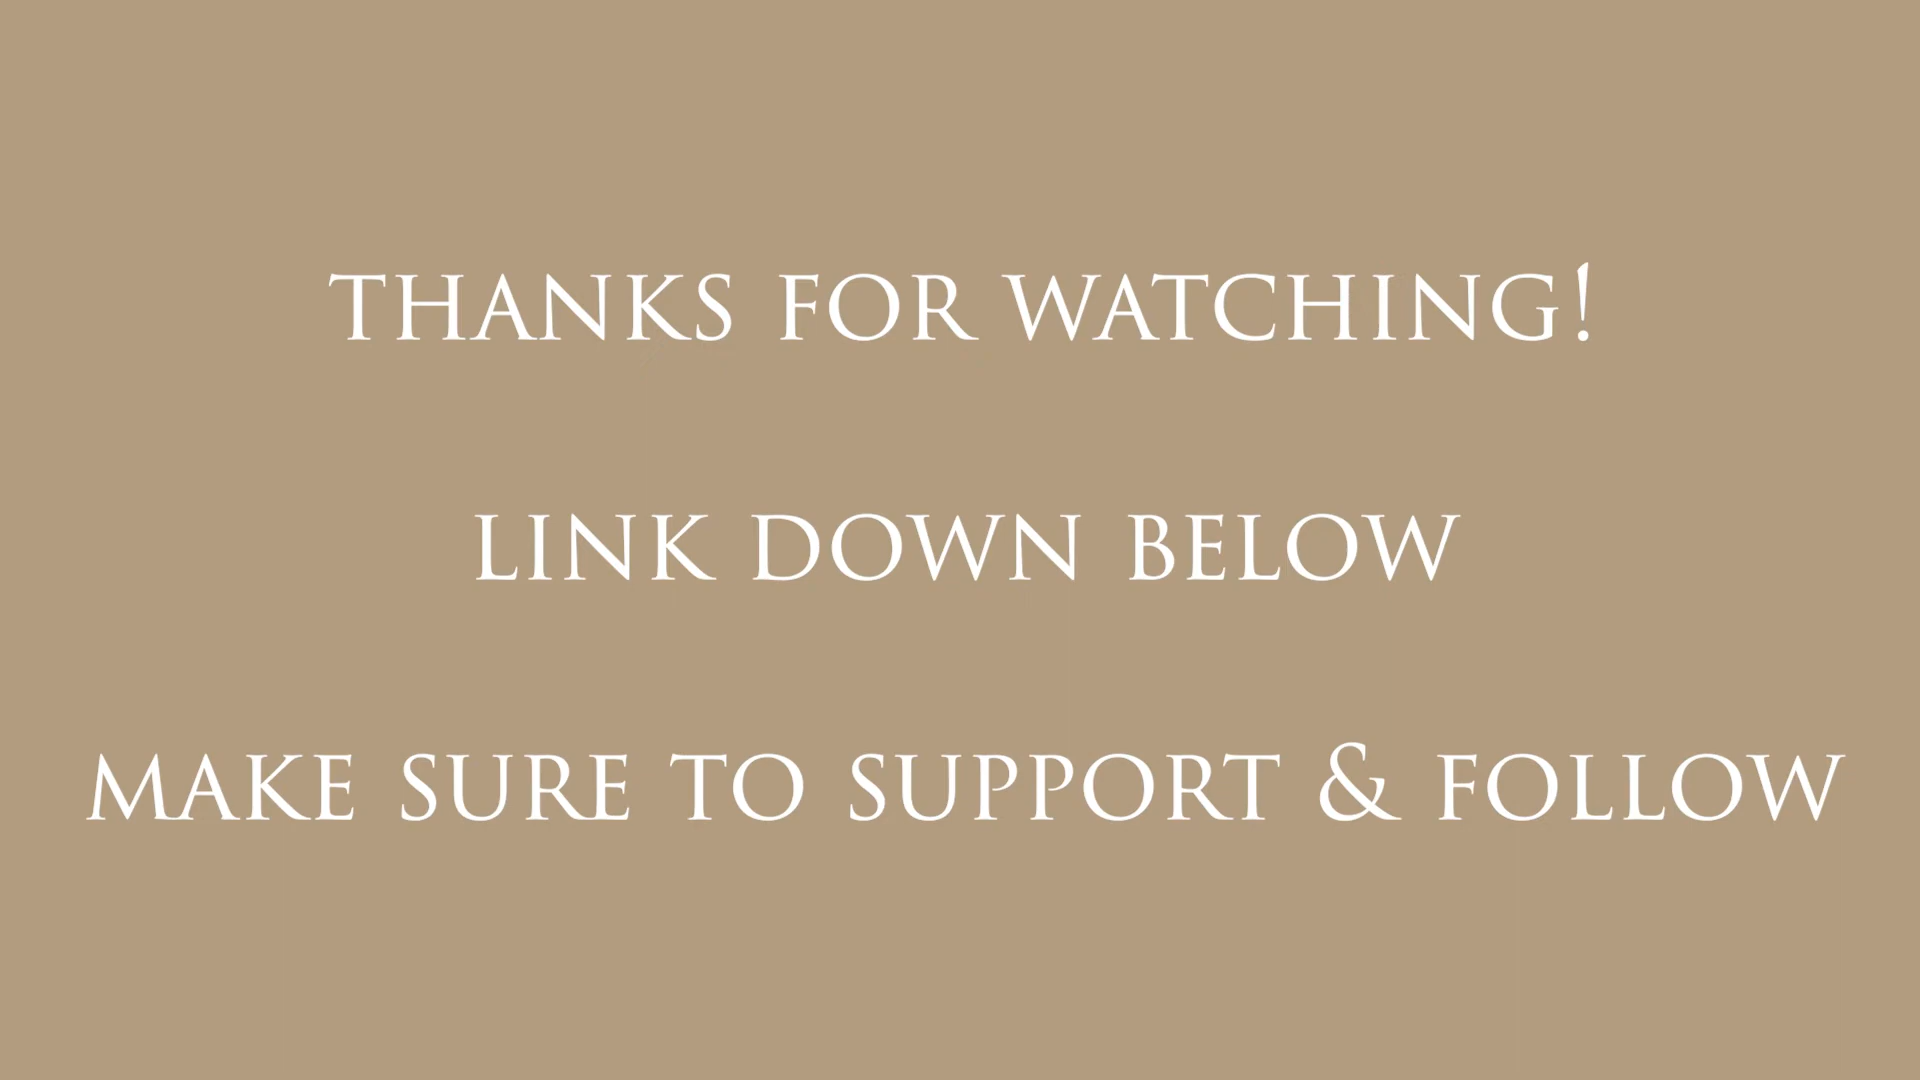 THANKS FOR WATCHING!
LINK DOWN BELOW
MAKE SURE TO SUPPORT & FOLLOW